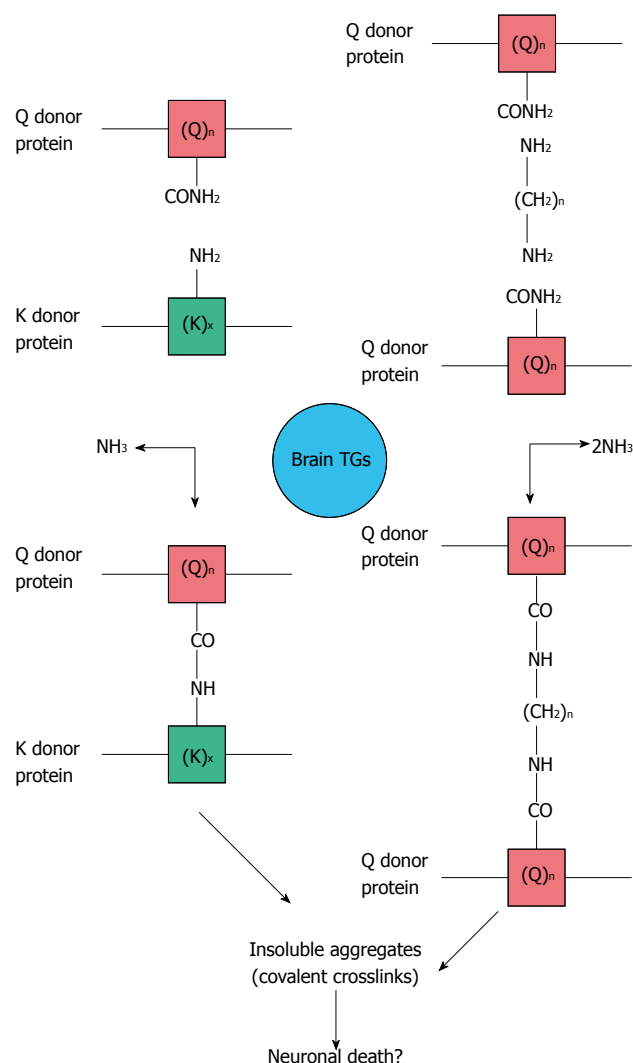 Q donor
protein
(Q)ₙ
CONH₂
NH₂
K donor
protein
(K)ₓ
Q donor
protein
(Q)ₙ
CONH₂
NH₂
(CH₂)ₙ
NH₂
CONH₂
Q donor
protein
(Q)ₙ
Brain TGs
NH₃
2NH₃
Q donor
protein
(Q)ₙ
CO
NH
K donor
protein
(K)ₓ
Q donor
protein
(Q)ₙ
CO
NH
(CH₂)ₙ
NH
CO
Q donor
protein
(Q)ₙ
Insoluble aggregates
(covalent crosslinks)
Neuronal death?